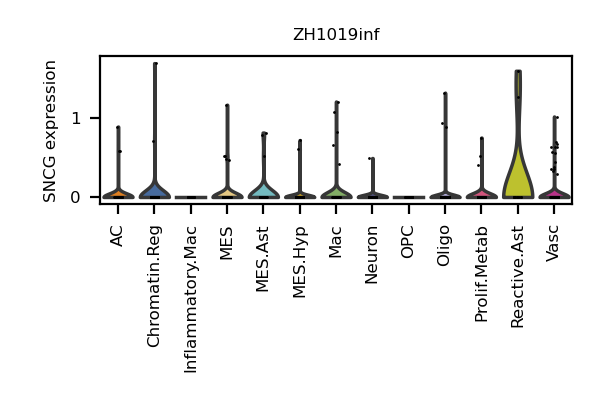 ZH1019inf
SNCG expression
1
0
AC
Chromatin.Reg
Inflammatory.Mac
MES
MES.Ast
MES.Hyp
Mac
Neuron
OPC
Oligo
Prolif.Metab
Reactive.Ast
Vasc